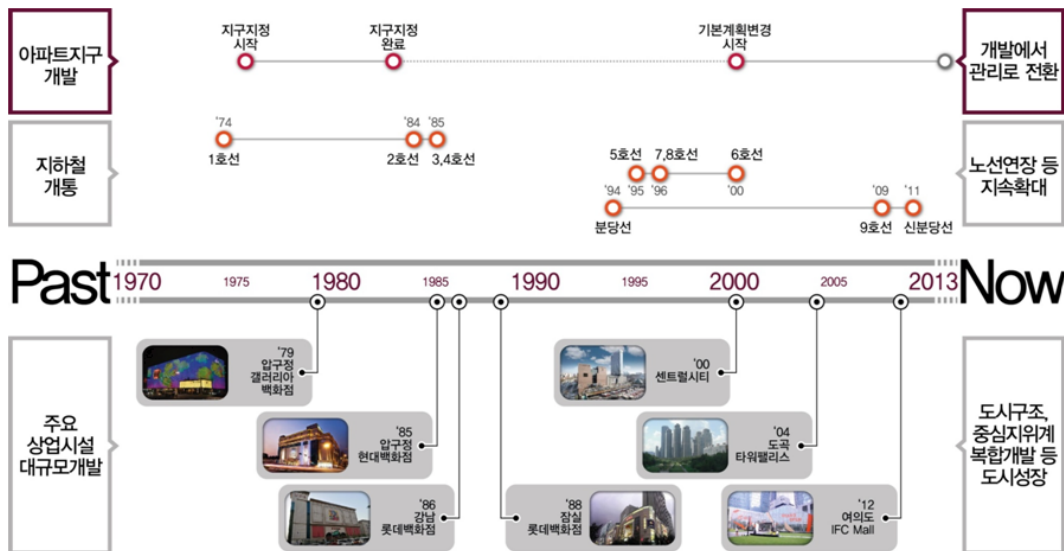 아파트지구
개발
지구지정
시작
지구지정
완료
기본계획변경
시작
개발에서
관리로 전환
지하철
개통
'74
1호선
'84
2호선
'85
3,4호선
5호선
'95
7,8호선
'96
6호선
'00
'94
분당선
'09
9호선
'11
신분당선
노선연장 등
지속확대
Past
1970
1975
1980
1985
1990
1995
2000
2005
2013
Now
주요
상업시설
대규모개발
'79
압구정
갤러리아
백화점
'85
압구정
현대백화점
'86
강남
롯데백화점
'88
잠실
롯데백화점
'00
센트럴시티
'04
도곡
타워팰리스
'12
여의도
IFC Mall
도시구조,
중심지위계
복합개발 등
도시성장